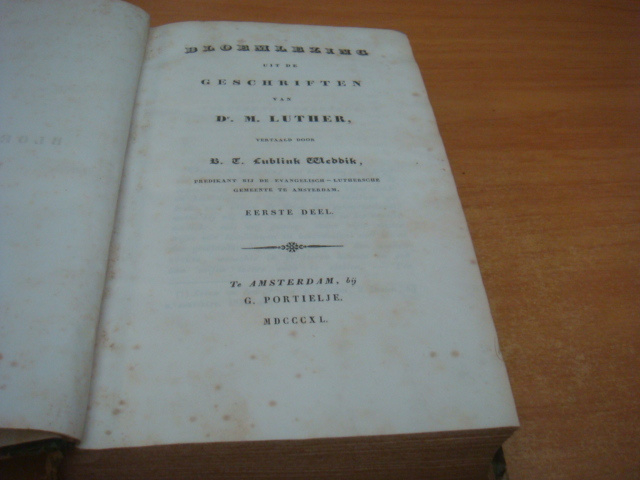 BLOEMLEZING
UIT DE
GESCHRIFTEN
VAN
Dr. M. LUTHER,
VERTAALD DOOR
B. T. Lublink Weddik,
PREDIKANT BIJ DE EVANGELISCH-LUTHERSCHE
GEMEENTE TE AMSTERDAM.
EERSTE DEEL.
Te AMSTERDAM, bij
G. PORTIELJE.
MDCCCXL.